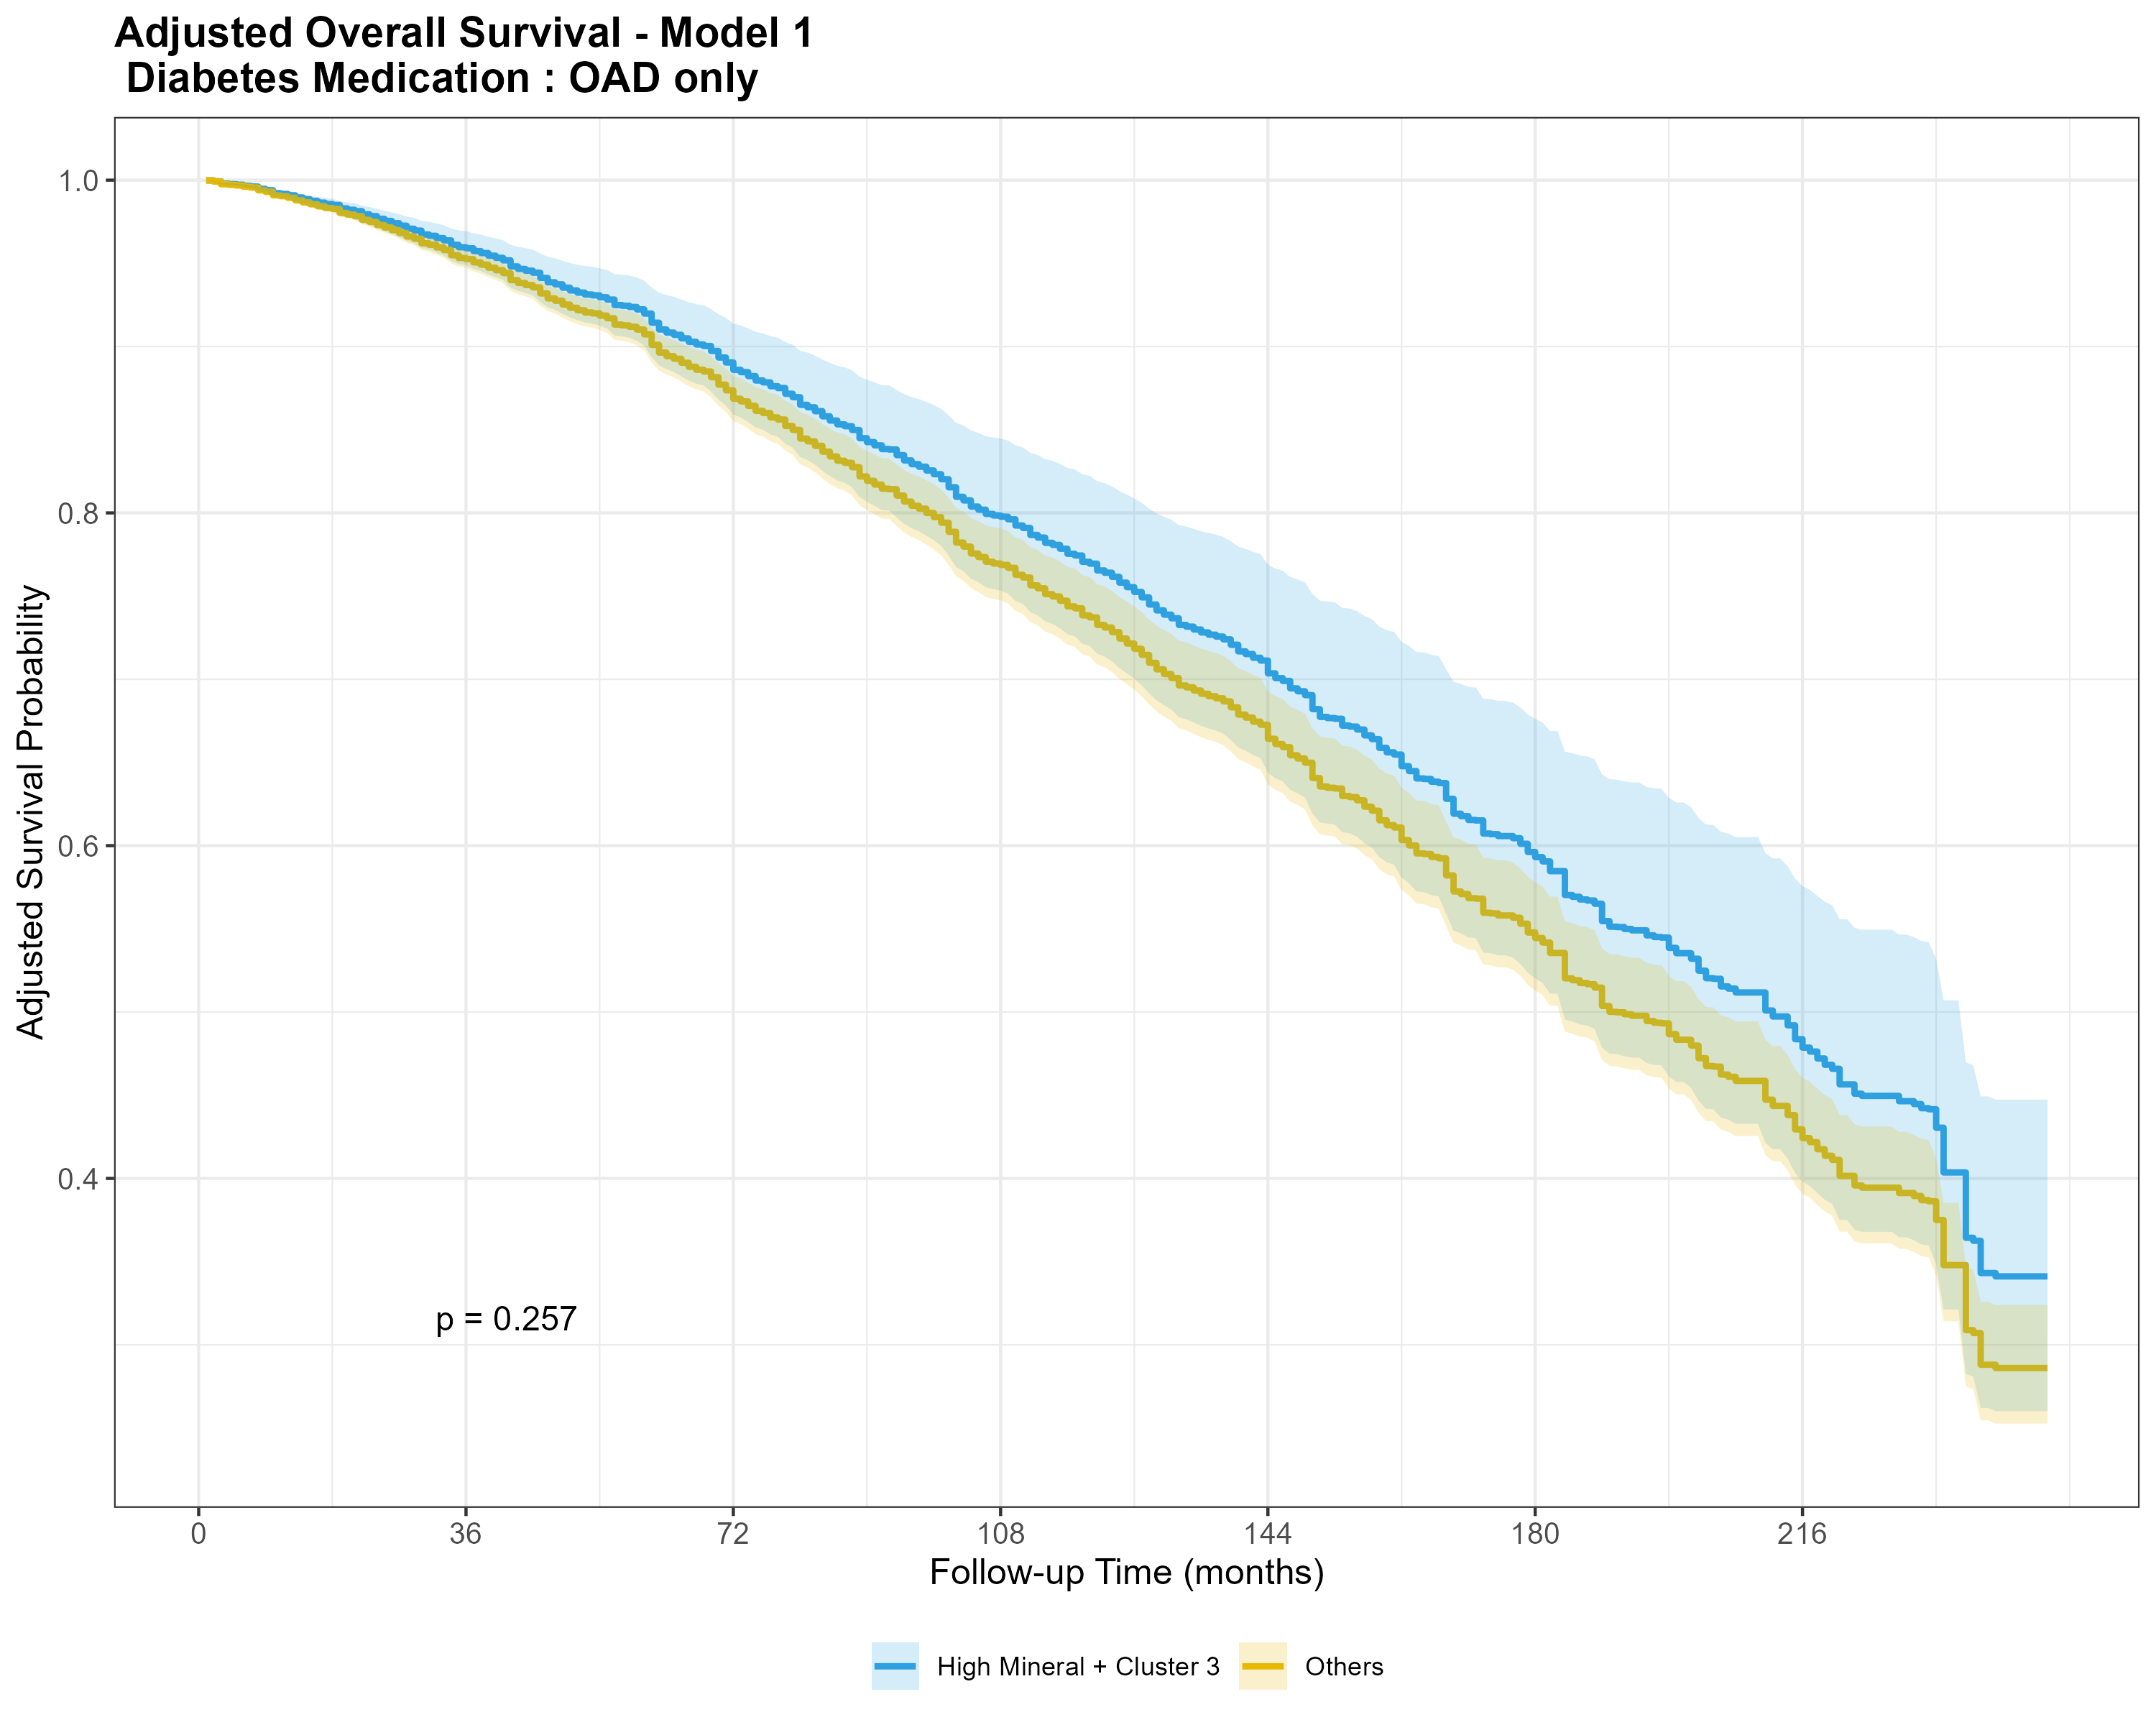 Adjusted Overall Survival - Model 1
Diabetes Medication : OAD only
Adjusted Survival Probability
1.0
0.8
0.6
0.4
p = 0.257
0 36 72 108 144 180 216
Follow-up Time (months)
High Mineral + Cluster 3 Others